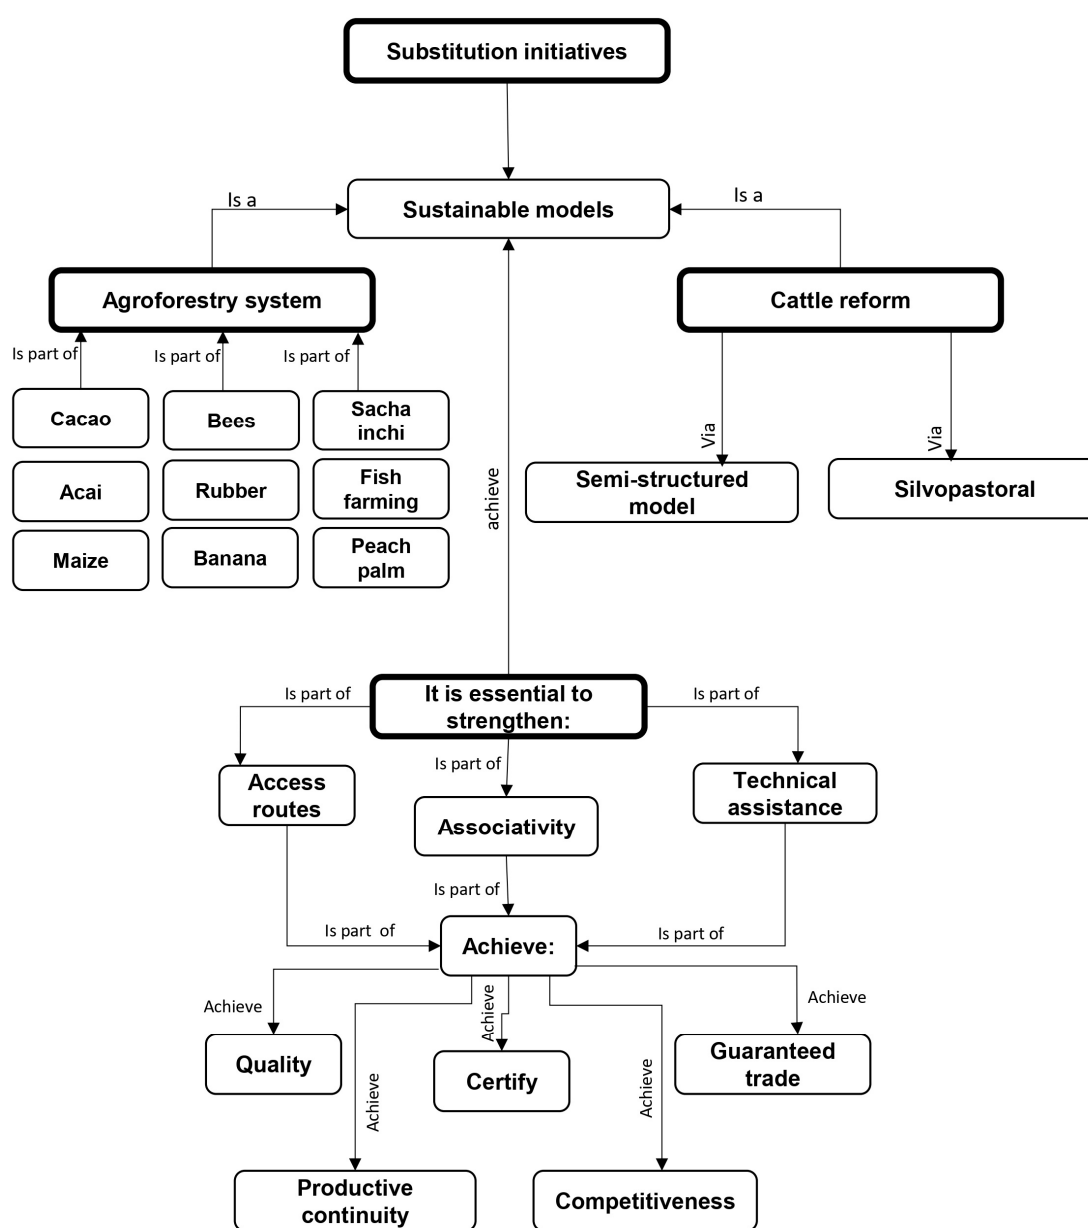 Substitution initiatives
Is a
Sustainable models
Is a
Agroforestry system
Cattle reform
Is part of
Is part of
Is part of
Cacao
Bees
Sacha
inchi
Via
Via
Acai
Rubber
Fish
farming
Semi-structured
model
Silvopastoral
achieve
Maize
Banana
Peach
palm
Is part of
It is essential to
strengthen:
Is part of
Is part of
Access
routes
Technical
assistance
Associativity
Is part of
Is part  of
Achieve:
Is part of
Achieve
Achieve
Achieve
Quality
Certify
Guaranteed
trade
Achieve
Achieve
Productive
continuity
Competitiveness